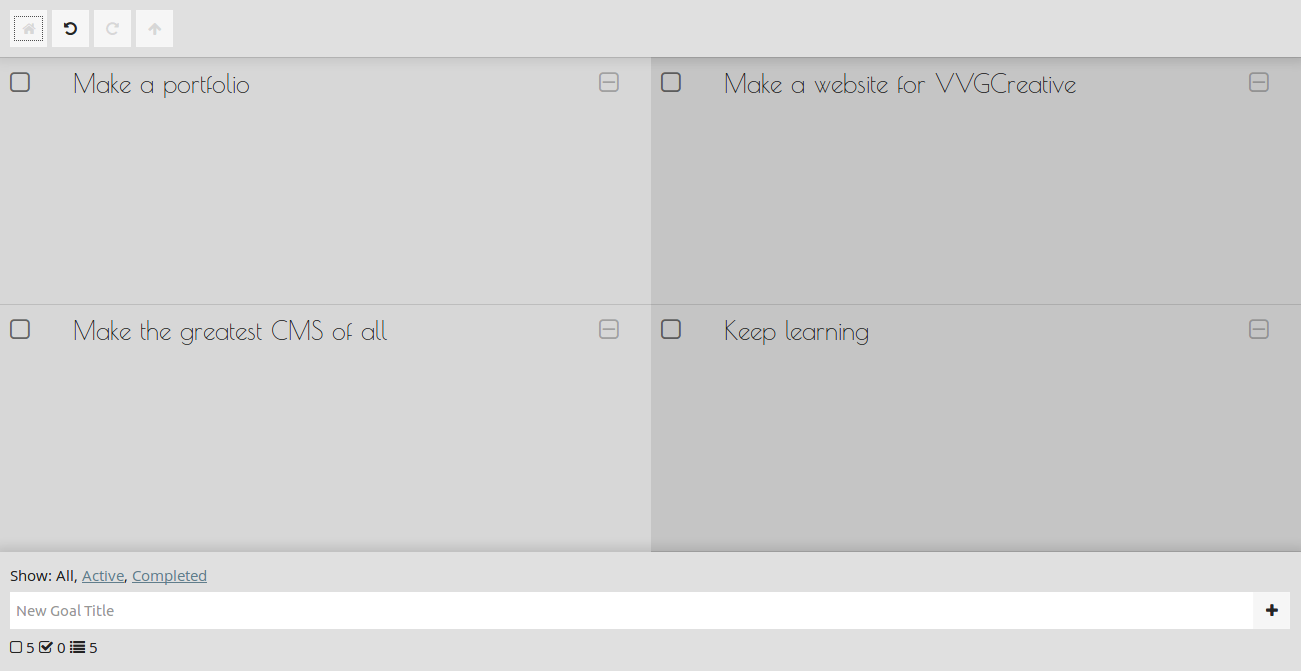 Make a portfolio
Make a website for VVGCreative
Make the greatest CMS of all
Keep learning
Show: All, Active, Completed
New Goal Title
5 0 5